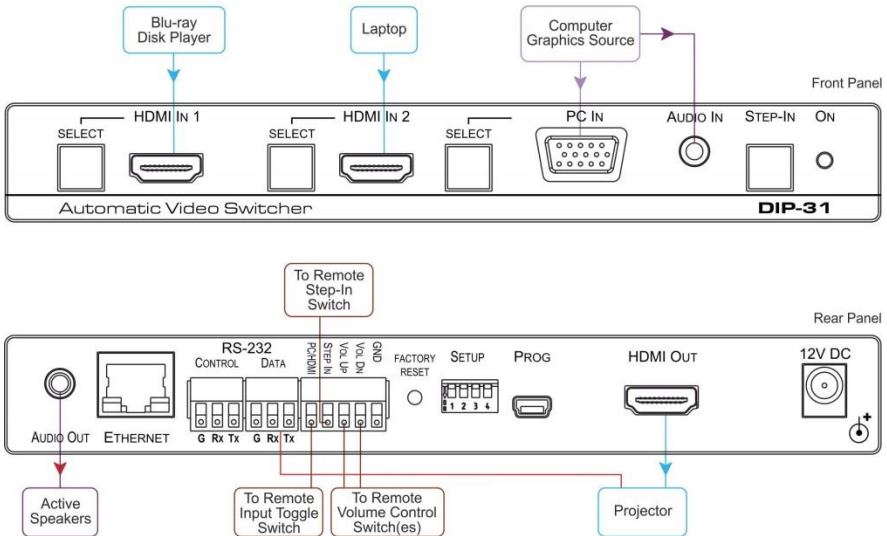 Blu-ray
Disk Player
Laptop
Computer
Graphics Source
Front Panel
HDMI IN 1
HDMI IN 2
PC IN
AUDIO IN
STEP-IN
ON
SELECT
SELECT
SELECT
Automatic Video Switcher
DIP-31
To Remote
Step-In
Switch
Rear Panel
RS-232
CONTROL
DATA
PC/HDMI
STEP IN
VOL UP
VOL DN
GND
FACTORY
RESET
SETUP
PROG
HDMI OUT
12V DC
1 2 3 4
+
AUDIO OUT
ETHERNET
G Rx Tx
G Rx Tx
Active
Speakers
To Remote
Input Toggle
Switch
To Remote
Volume Control
Switch(es)
Projector